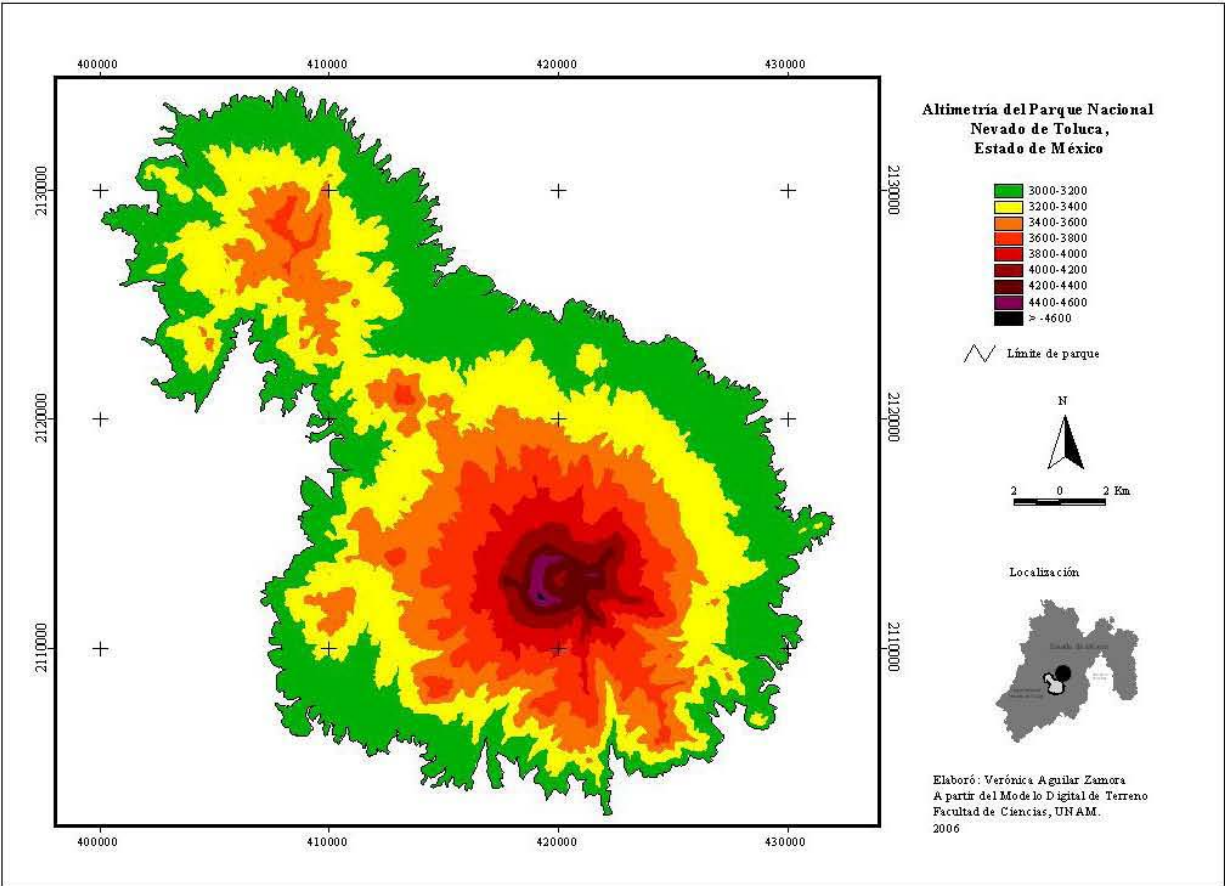 400000
410000
420000
430000
2130000
2120000
2110000
2130000
2120000
2110000
400000
410000
420000
430000
Altimetría del Parque Nacional
Nevado de Toluca,
Estado de México
3000-3200
3200-3400
3400-3600
3600-3800
3800-4000
4000-4200
4200-4400
4400-4600
> -4600
Límite de parque
N
2 0 2 Km
Localización
Estado de México
Elaboró: Verónica Aguilar Zamora
A partir del Modelo Digital de Terreno
Facultad de Ciencias, UNAM.
2006